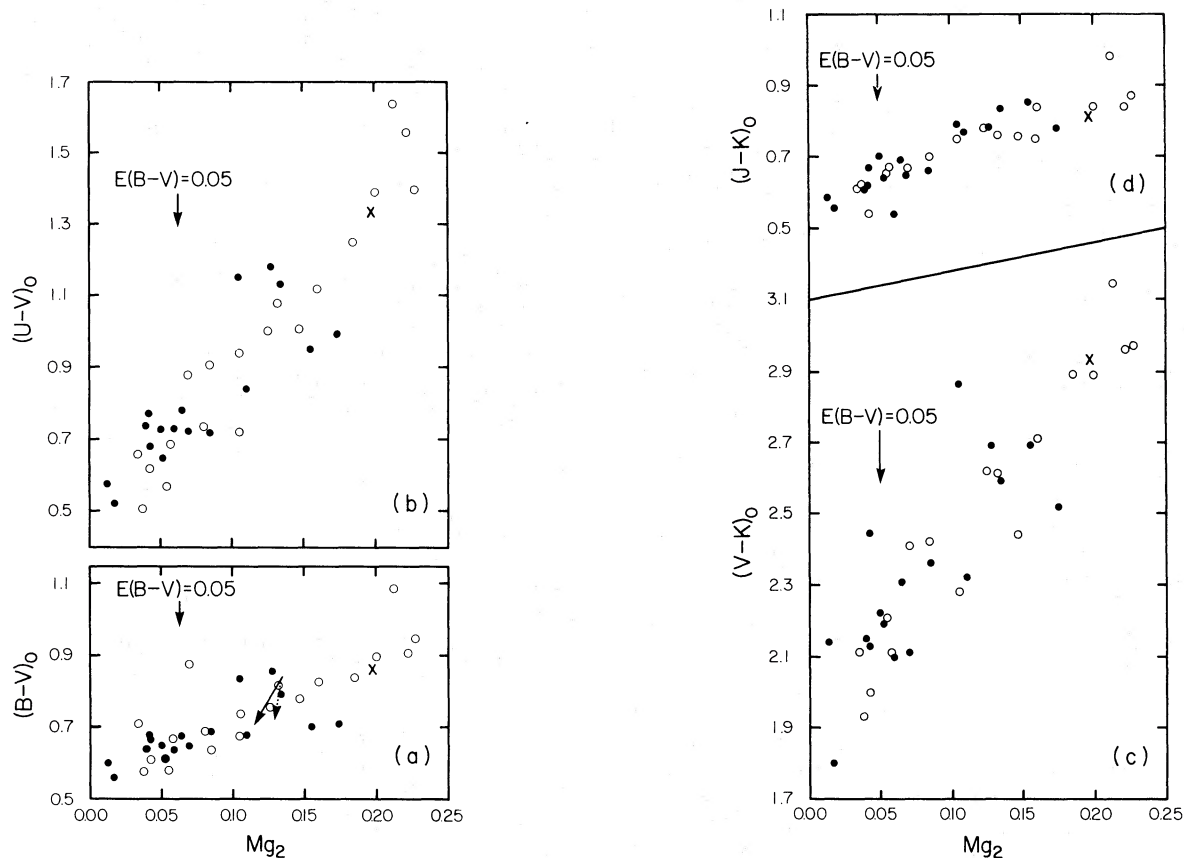 1.7
1.5
1.3
1.1
0.9
0.7
0.5
(U−V)₀
E(B−V)=0.05
(b)
1.1
0.9
0.7
0.5
(B−V)₀
E(B−V)=0.05
(a)
0.00 0.05 0.10 0.15 0.20 0.25
Mg₂
1.1
0.9
0.7
0.5
(J−K)₀
E(B−V)=0.05
(d)
3.1
2.9
2.7
2.5
2.3
2.1
1.9
1.7
(V−K)₀
E(B−V)=0.05
(c)
0.00 0.05 0.10 0.15 0.20 0.25
Mg₂